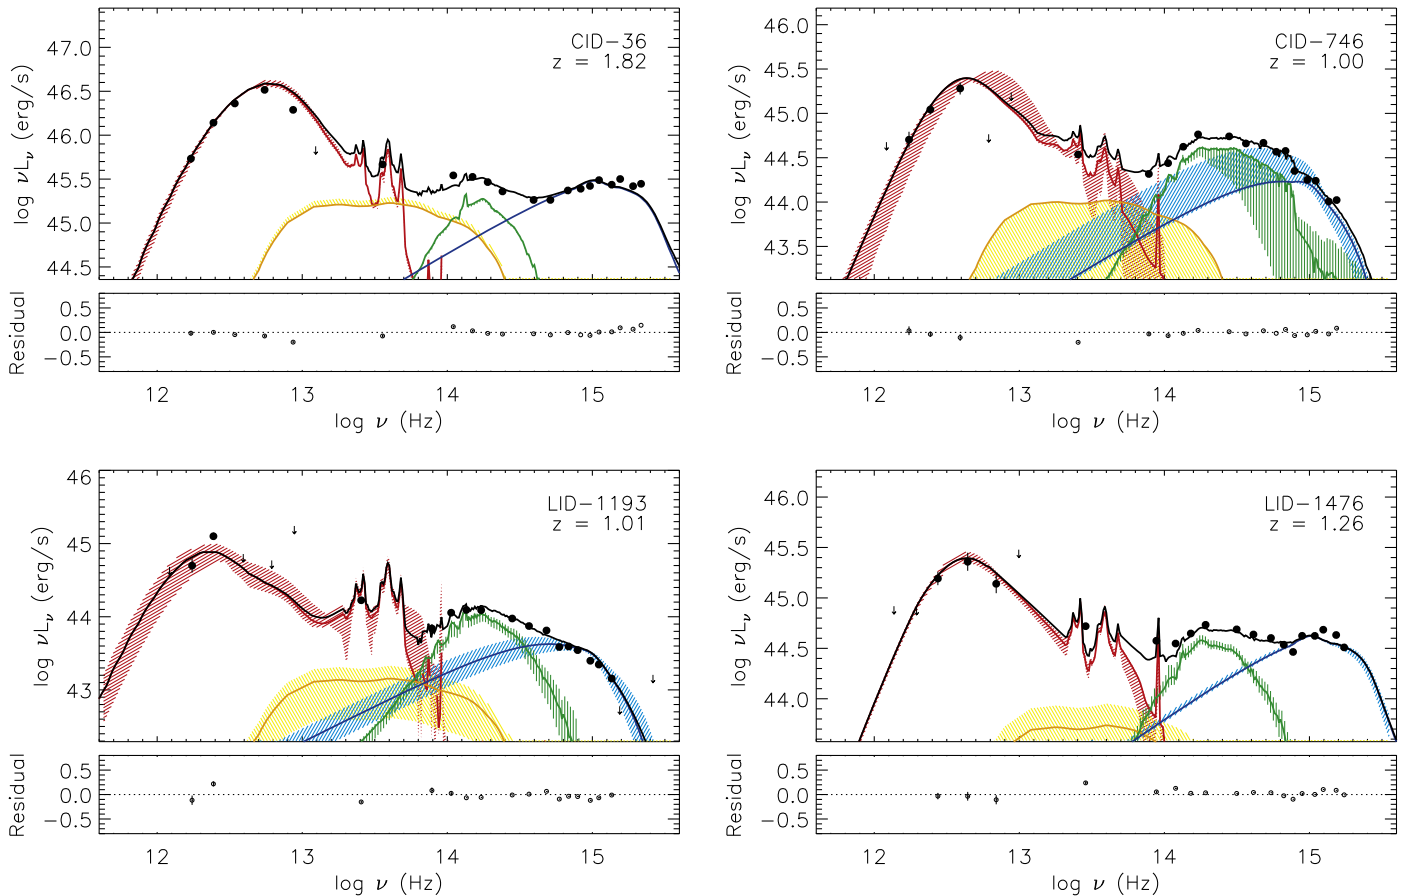 CID-36
z = 1.82
log νLν (erg/s)
47.0
46.5
46.0
45.5
45.0
44.5
Residual
0.5
0.0
−0.5
12 13 14 15
log ν (Hz)
CID-746
z = 1.00
log νLν (erg/s)
46.0
45.5
45.0
44.5
44.0
43.5
Residual
0.5
0.0
−0.5
12 13 14 15
log ν (Hz)
LID-1193
z = 1.01
log νLν (erg/s)
46
45
44
43
Residual
0.5
0.0
−0.5
12 13 14 15
log ν (Hz)
LID-1476
z = 1.26
log νLν (erg/s)
46.0
45.5
45.0
44.5
44.0
Residual
0.5
0.0
−0.5
12 13 14 15
log ν (Hz)